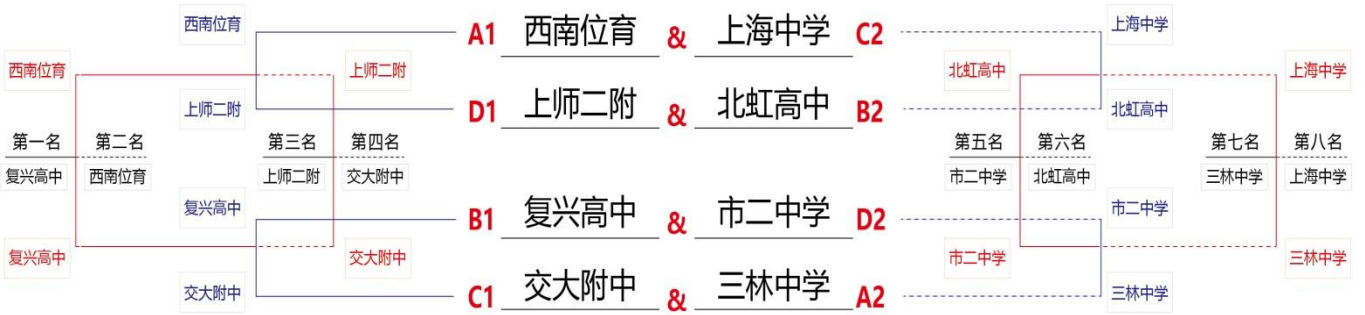 西南位育 A1 西南位育 & 上海中学 C2 上海中学
西南位育 上师二附 北虹高中 上海中学
上师二附 D1 上师二附 & 北虹高中 B2 北虹高中
第一名 第二名 第三名 第四名 第五名 第六名 第七名 第八名
复兴高中 西南位育 上师二附 交大附中 市二中学 北虹高中 三林中学 上海中学
复兴高中 B1 复兴高中 & 市二中学 D2 市二中学
复兴高中 交大附中 市二中学 三林中学
交大附中 C1 交大附中 & 三林中学 A2 三林中学